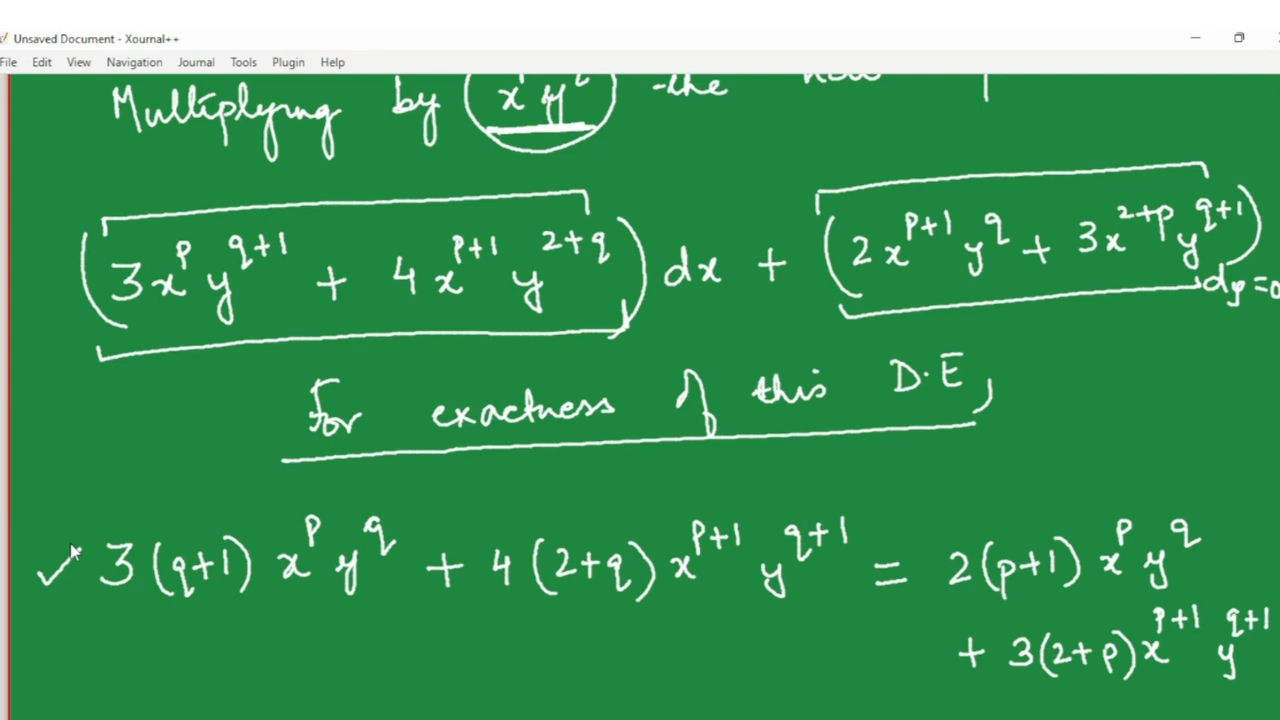 Unsaved Document - Xournal++
File Edit View Navigation Journal Tools Plugin Help
Multiplying by x^p y^q the new
(3x^p y^{q+1} + 4x^{p+1} y^{2+q}) dx + (2x^{p+1} y^q + 3x^{2+p} y^{q+1}) dy = 0
For exactness of this D.E,
✓ 3(q+1) x^p y^q + 4(2+q) x^{p+1} y^{q+1} = 2(p+1) x^p y^q
+ 3(2+p) x^{p+1} y^{q+1}